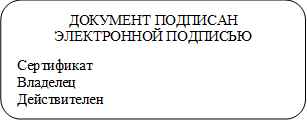 ДОКУМЕНТ ПОДПИСАН
ЭЛЕКТРОННОЙ ПОДПИСЬЮ
Сертификат
Владелец
Действителен